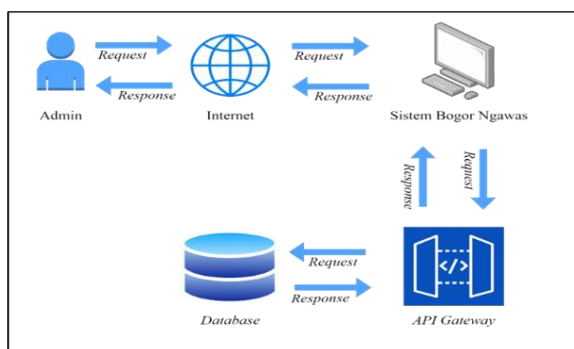 Request
Response
Request
Response
Admin
Internet
Sistem Bogor Ngawas
Response
Request
</>
Request
Response
Database
API Gateway